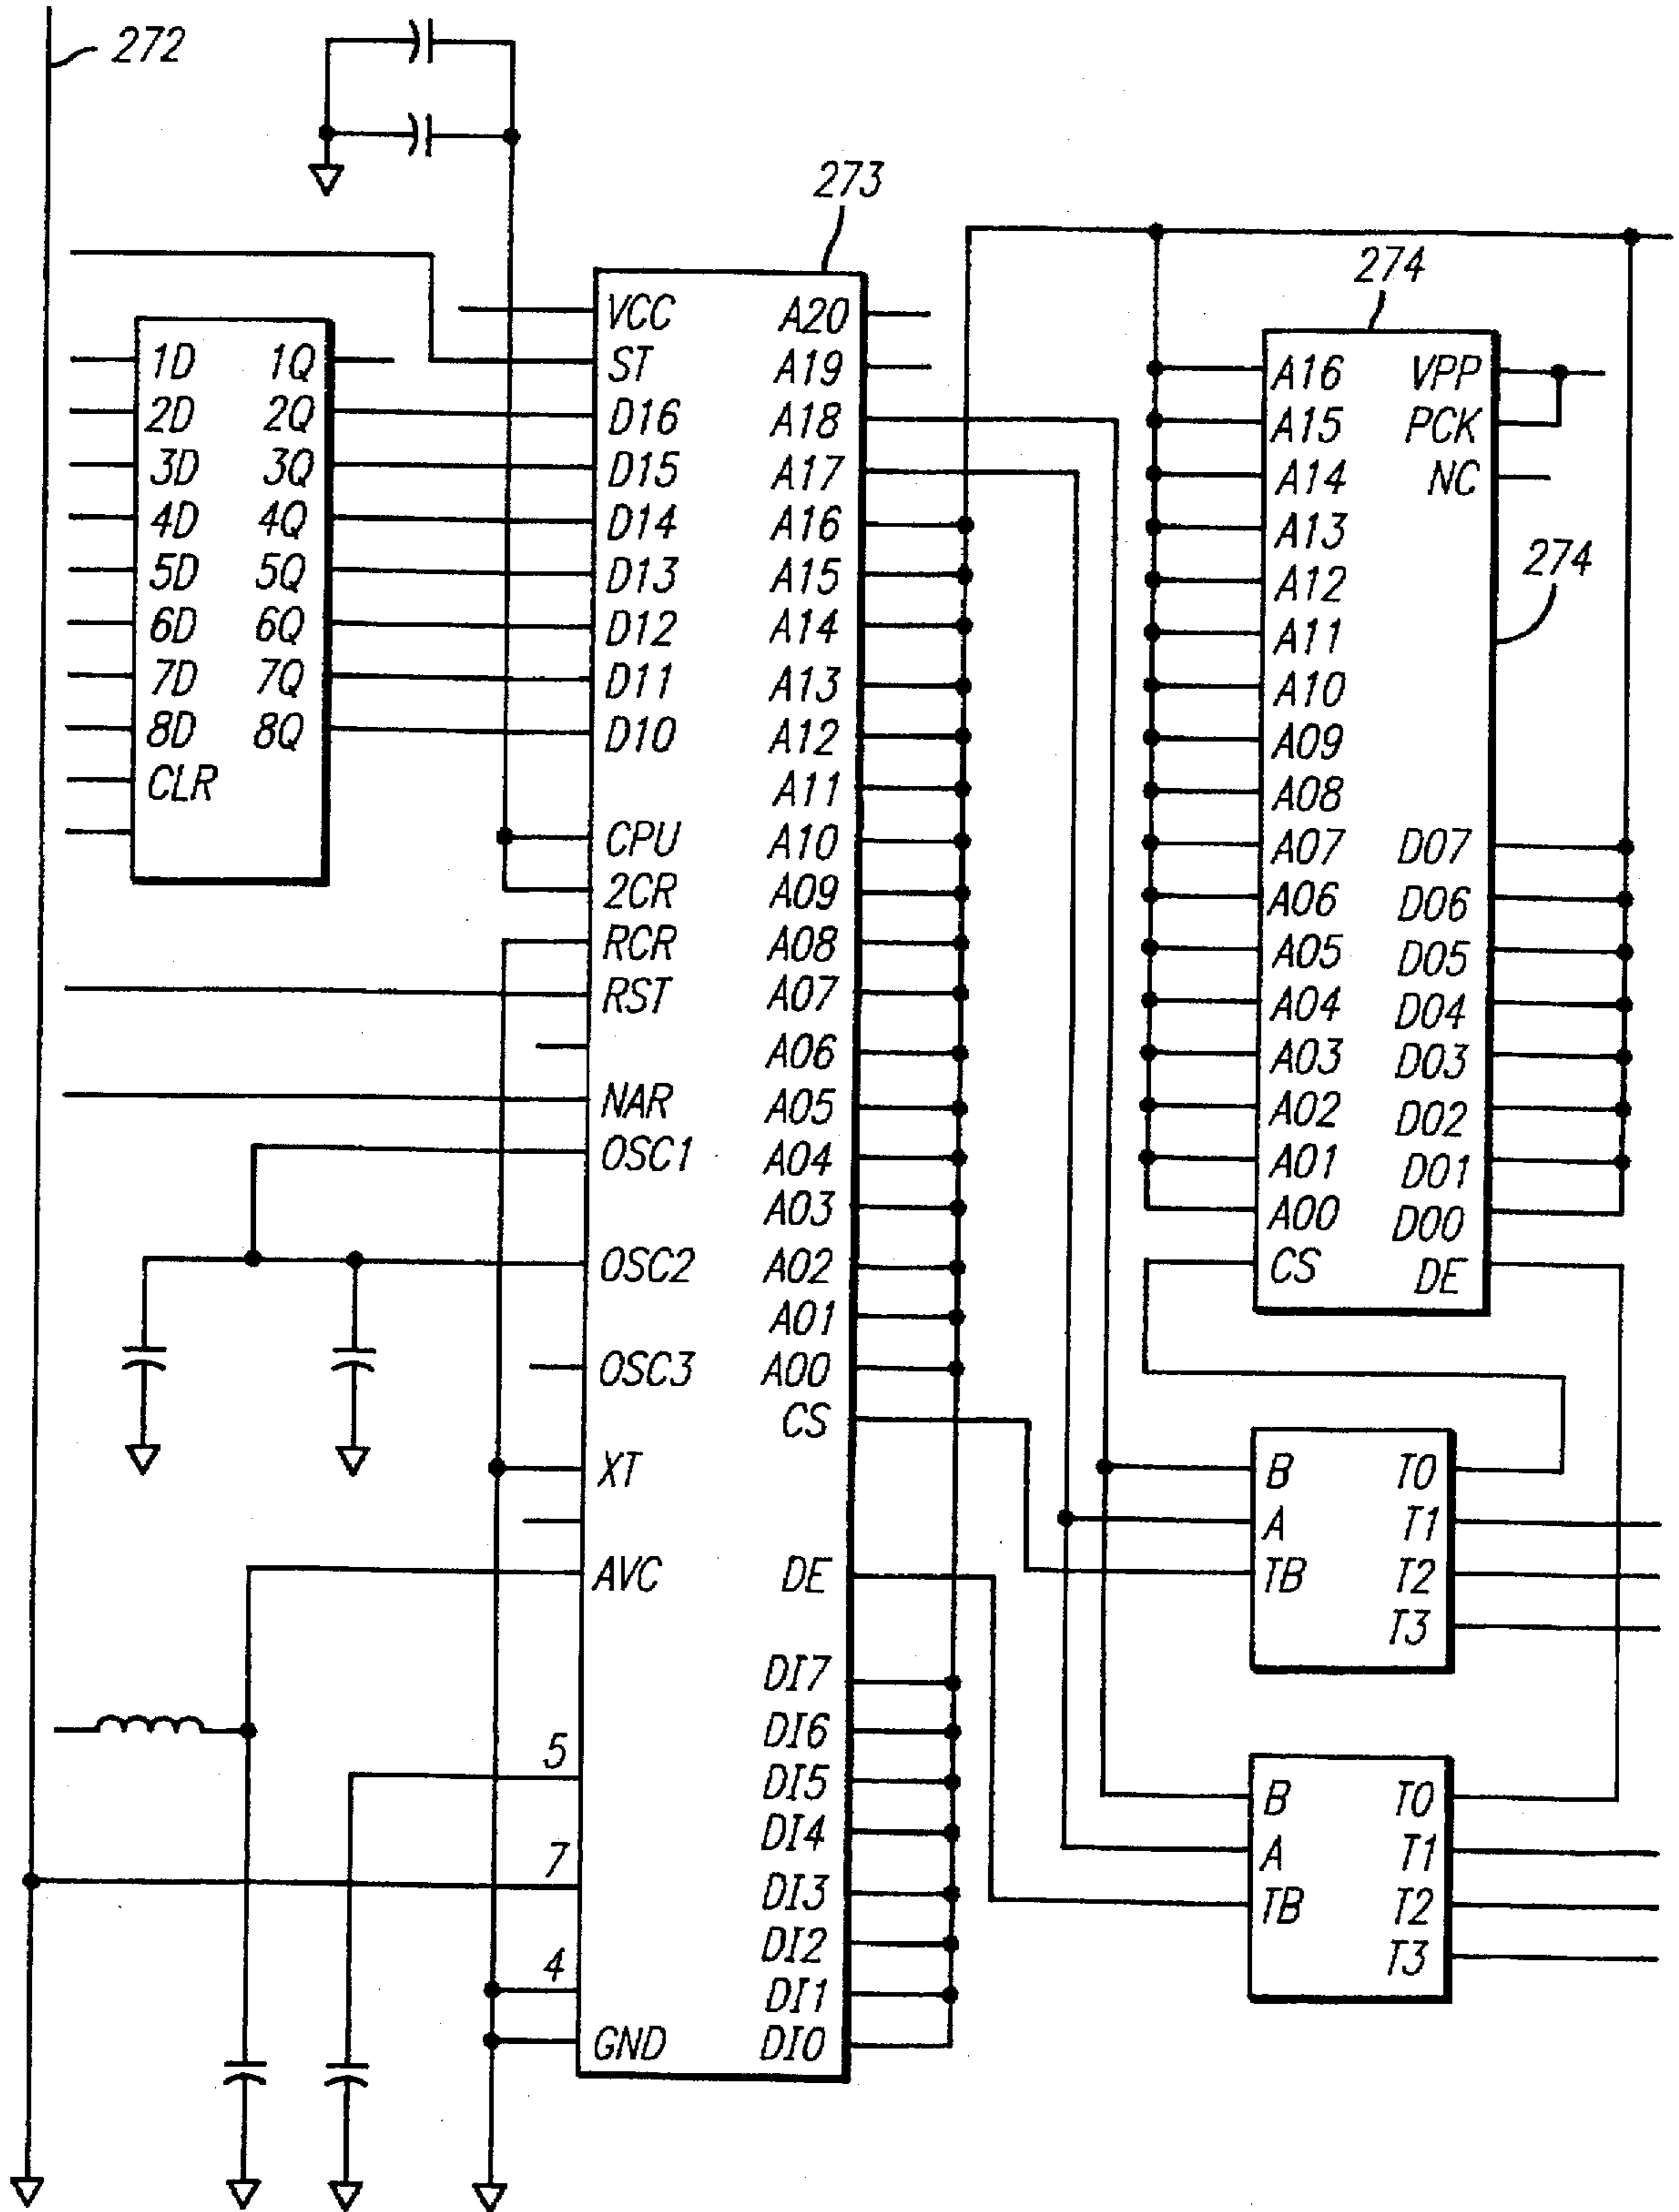 272
273
274
274
1D 1Q
2D 2Q
3D 3Q
4D 4Q
5D 5Q
6D 6Q
7D 7Q
8D 8Q
CLR
VCC A20
ST A19
D16 A18
D15 A17
D14 A16
D13 A15
D12 A14
D11 A13
D10 A12
A11
CPU A10
2CR A09
RCR A08
RST A07
A06
NAR A05
OSC1 A04
A03
OSC2 A02
A01
OSC3 A00
CS
XT
AVC DE
DI7
5 DI6
DI5
DI4
7 DI3
DI2
4 DI1
GND DI0
A16 VPP
A15 PCK
A14 NC
A13
A12
A11
A10
A09
A08
A07 D07
A06 D06
A05 D05
A04 D04
A03 D03
A02 D02
A01 D01
A00 D00
CS DE
B T0
A T1
TB T2
T3
B T0
A T1
TB T2
T3